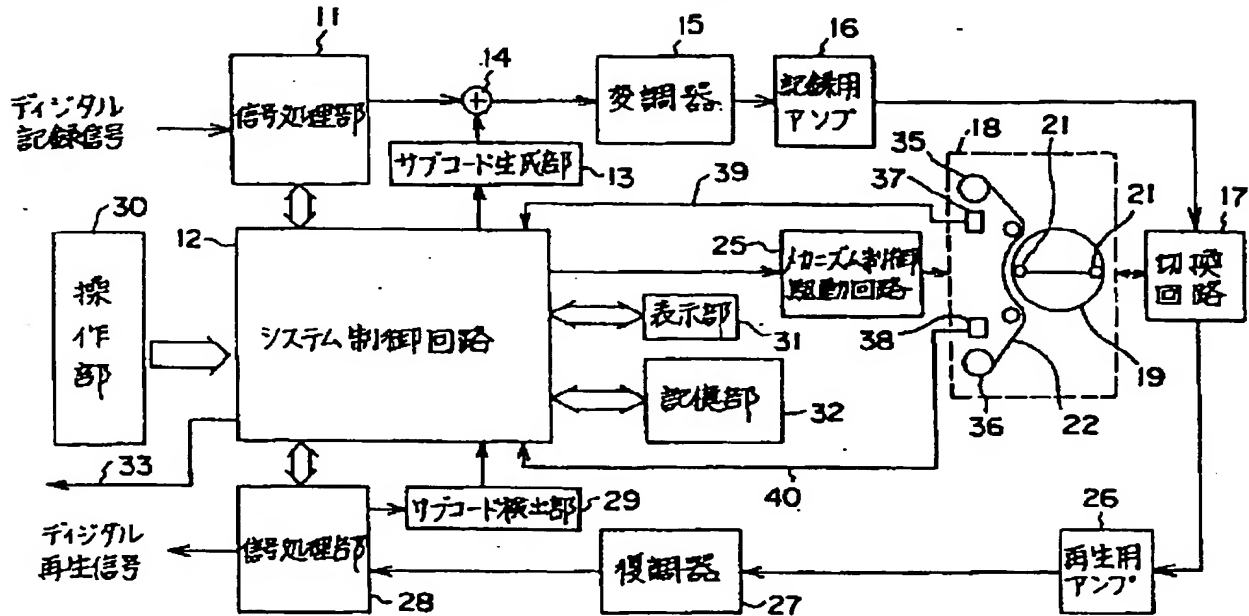 11
15
16
14
ディジタル
記録信号
信号処理部
変調器
記録用
アンプ
サブコード生成部
13
18
35
37
21
21
17
39
30
操
作
部
12
システム制御回路
25
メカニズム制御
駆動回路
表示部
31
記憶部
32
38
36
22
19
切換
回路
33
40
ディジタル
再生信号
信号処理部
28
サブコード検出部
29
復調器
27
26
再生用
アンプ